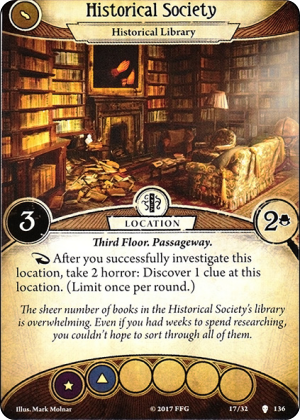 Historical Society
Historical Library
3
2
LOCATION
Third Floor. Passageway.
After you successfully investigate this
location, take 2 horror: Discover 1 clue at this
location. (Limit once per round.)
The sheer number of books in the Historical Society's library
is overwhelming. Even if you had weeks to spend researching,
you couldn't hope to sort through all of them.
Illus. Mark Molnar
© 2017 FFG
17/32
136